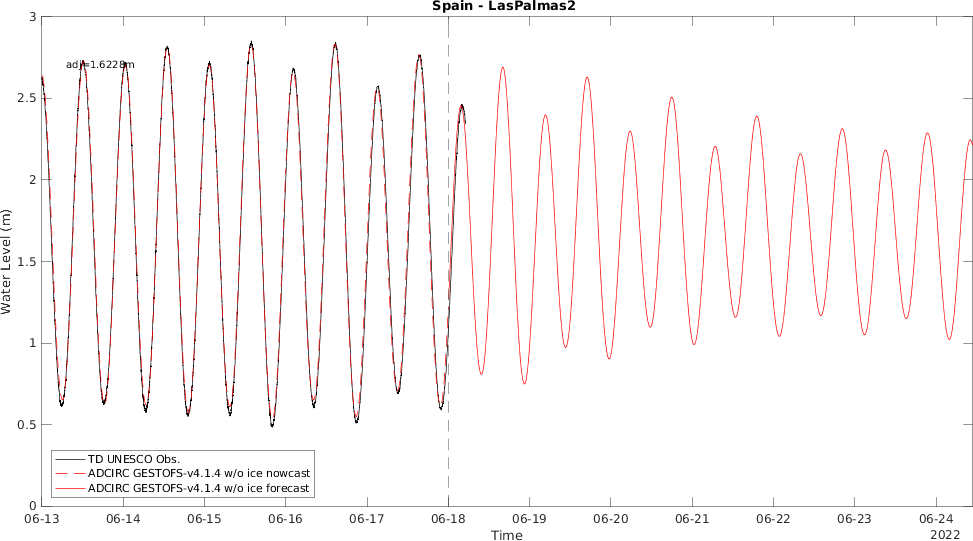 Spain - LasPalmas2
3
2.5
2
1.5
1
0.5
0
Water Level (m)
adj=1.6228m
TD UNESCO Obs.
ADCIRC GESTOFS-v4.1.4 w/o ice nowcast
ADCIRC GESTOFS-v4.1.4 w/o ice forecast
06-13 06-14 06-15 06-16 06-17 06-18 06-19 06-20 06-21 06-22 06-23 06-24
Time
2022